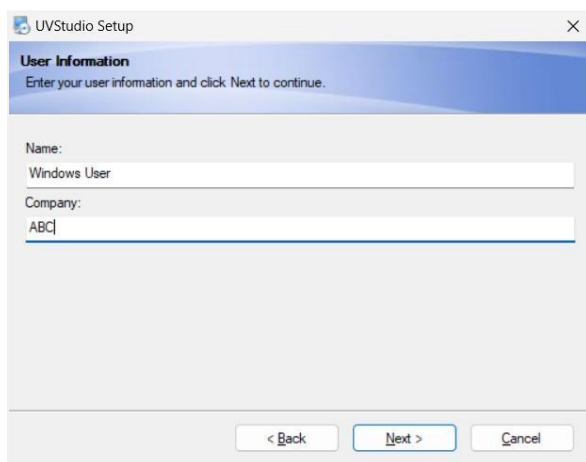 UVStudio Setup
User Information
Enter your user information and click Next to continue.
Name:
Windows User
Company:
ABC
< Back
Next >
Cancel